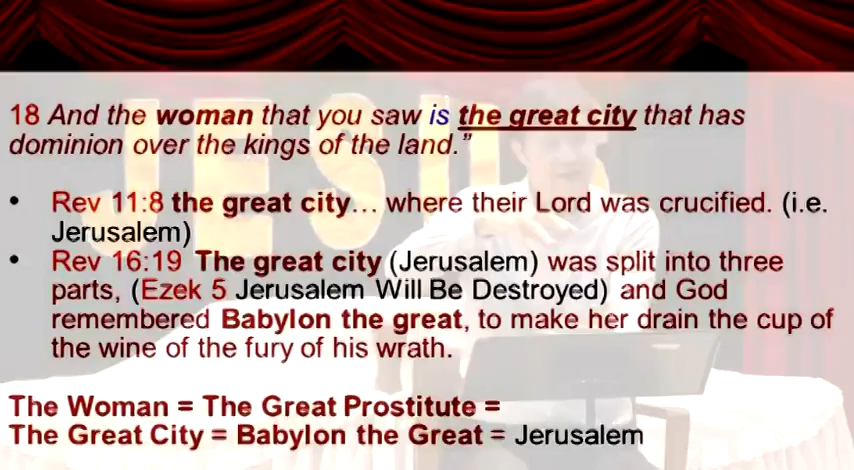 18 And the woman that you saw is the great city that has
dominion over the kings of the land.”
• Rev 11:8 the great city… where their Lord was crucified. (i.e.
Jerusalem)
• Rev 16:19 The great city (Jerusalem) was split into three
parts, (Ezek 5 Jerusalem Will Be Destroyed) and God
remembered Babylon the great, to make her drain the cup of
the wine of the fury of his wrath.
The Woman = The Great Prostitute =
The Great City = Babylon the Great = Jerusalem